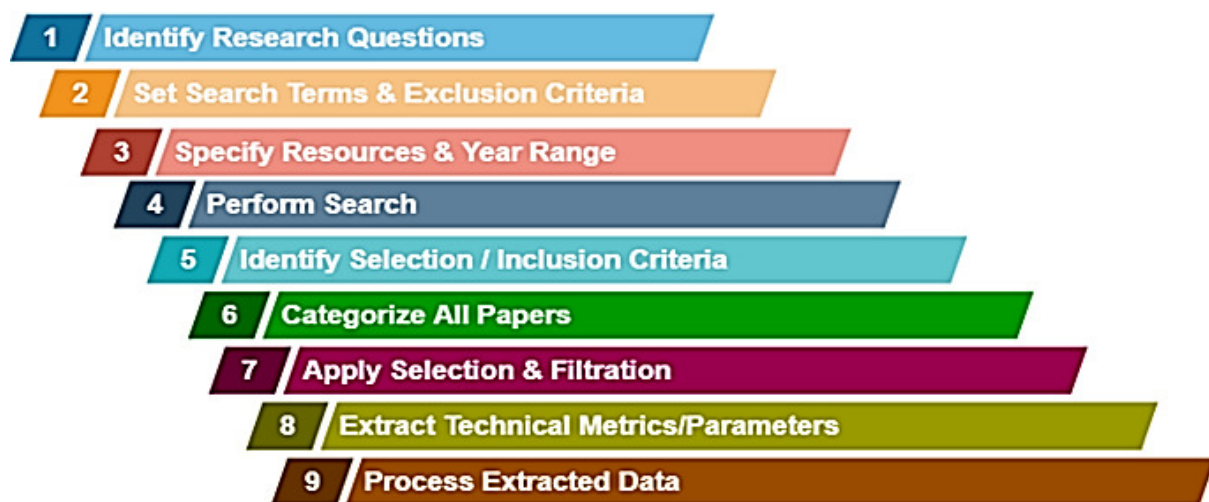 1 Identify Research Questions
2 Set Search Terms & Exclusion Criteria
3 Specify Resources & Year Range
4 Perform Search
5 Identify Selection / Inclusion Criteria
6 Categorize All Papers
7 Apply Selection & Filtration
8 Extract Technical Metrics/Parameters
9 Process Extracted Data